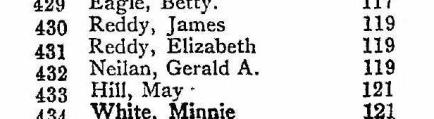 429 Eagle, Betty. 117
430 Reddy, James 119
431 Reddy, Elizabeth 119
432 Neilan, Gerald A. 119
433 Hill, May 121
434 White, Minnie 121